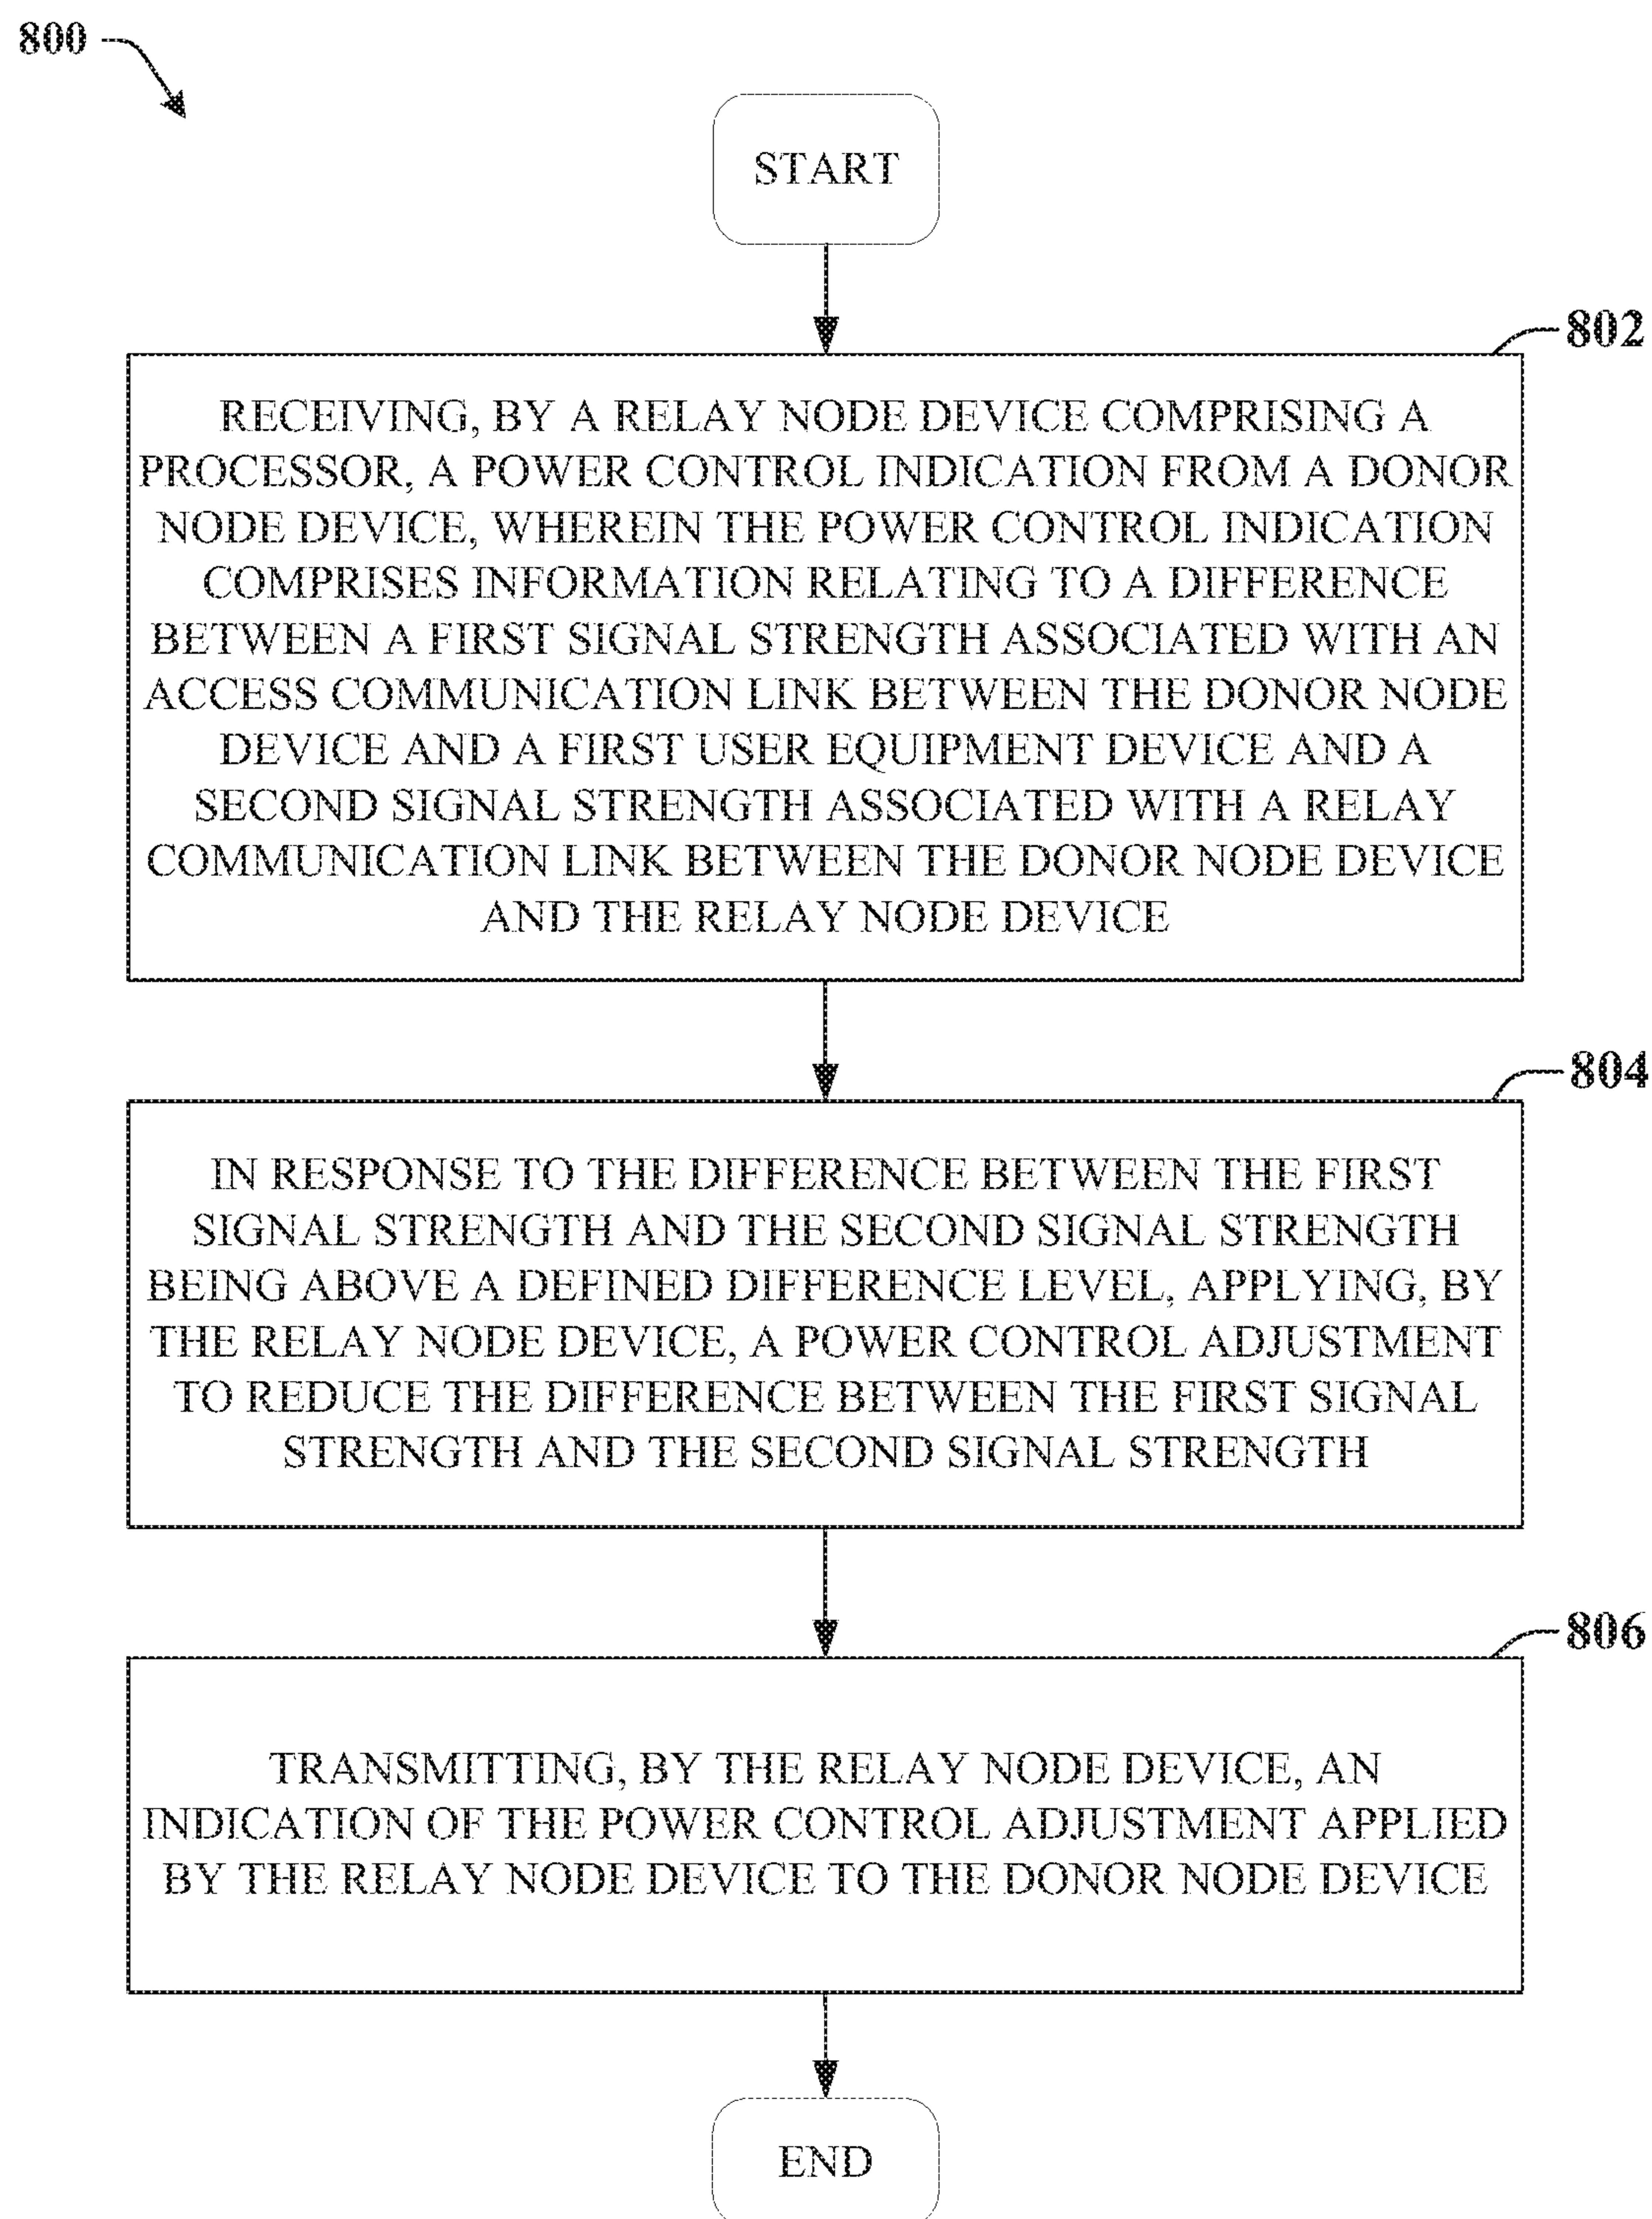 800
START
802
RECEIVING, BY A RELAY NODE DEVICE COMPRISING A
PROCESSOR, A POWER CONTROL INDICATION FROM A DONOR
NODE DEVICE, WHEREIN THE POWER CONTROL INDICATION
COMPRISES INFORMATION RELATING TO A DIFFERENCE
BETWEEN A FIRST SIGNAL STRENGTH ASSOCIATED WITH AN
ACCESS COMMUNICATION LINK BETWEEN THE DONOR NODE
DEVICE AND A FIRST USER EQUIPMENT DEVICE AND A
SECOND SIGNAL STRENGTH ASSOCIATED WITH A RELAY
COMMUNICATION LINK BETWEEN THE DONOR NODE DEVICE
AND THE RELAY NODE DEVICE
804
IN RESPONSE TO THE DIFFERENCE BETWEEN THE FIRST
SIGNAL STRENGTH AND THE SECOND SIGNAL STRENGTH
BEING ABOVE A DEFINED DIFFERENCE LEVEL, APPLYING, BY
THE RELAY NODE DEVICE, A POWER CONTROL ADJUSTMENT
TO REDUCE THE DIFFERENCE BETWEEN THE FIRST SIGNAL
STRENGTH AND THE SECOND SIGNAL STRENGTH
806
TRANSMITTING, BY THE RELAY NODE DEVICE, AN
INDICATION OF THE POWER CONTROL ADJUSTMENT APPLIED
BY THE RELAY NODE DEVICE TO THE DONOR NODE DEVICE
END